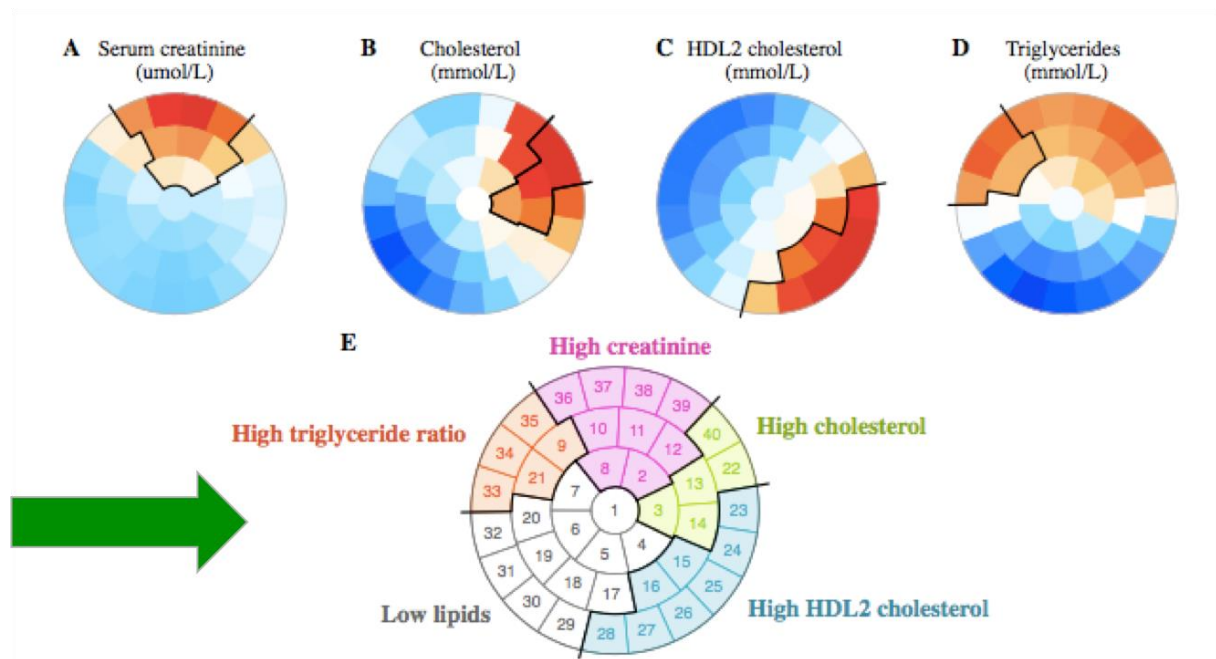 A Serum creatinine
(umol/L)
B Cholesterol
(mmol/L)
C HDL2 cholesterol
(mmol/L)
D Triglycerides
(mmol/L)
E
High creatinine
High triglyceride ratio
High cholesterol
Low lipids
High HDL2 cholesterol
36 37 38 39
35 10 11 40
34 9 12 22
33 21 8 2 13
7 3 23
32 20 1 14
6 4 24
31 19 5 15
18 17 16 25
30 26
29 28 27